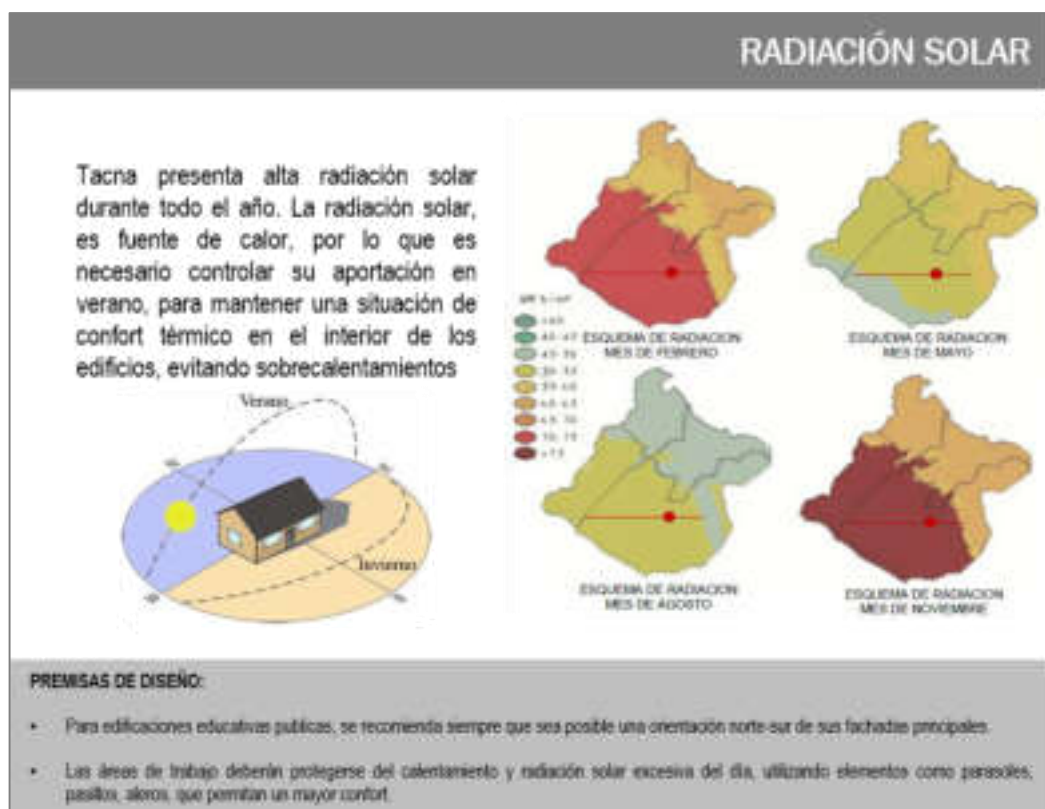 RADIACIÓN SOLAR
Tacna presenta alta radiación solar
durante todo el año. La radiación solar,
es fuente de calor, por lo que es
necesario controlar su aportación en
verano, para mantener una situación de
confort térmico en el interior de los
edificios, evitando sobrecalentamientos
Verano
Invierno
ESQUEMA DE RADIACION
MES DE FEBRERO
ESQUEMA DE RADIACION
MES DE MAYO
ESQUEMA DE RADIACION
MES DE AGOSTO
ESQUEMA DE RADIACION
MES DE NOVIEMBRE
PREMISAS DE DISEÑO:
• Para edificaciones educativas publicas, se recomienda siempre que sea posible una orientación norte-sur de sus fachadas principales.
• Las áreas de trabajo deberán protegerse del calentamiento y radiación solar excesiva del día, utilizando elementos como parasoles,
pasillos, aleros, que permitan un mayor confort.